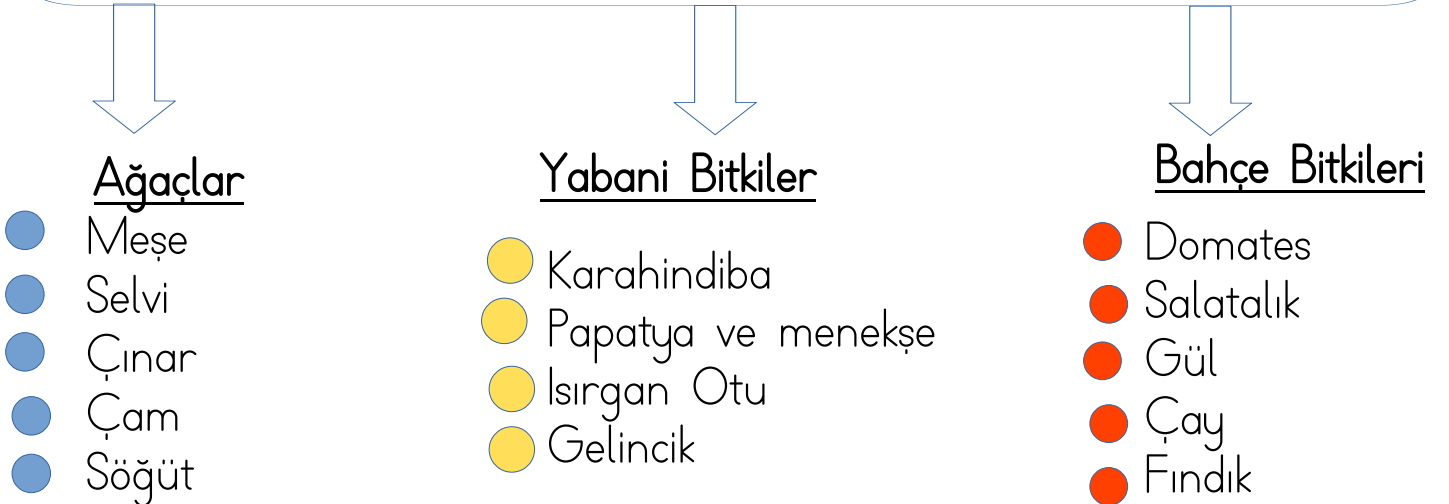 Ağaçlar
Meşe
Selvi
Çınar
Çam
Söğüt
Yabani Bitkiler
Karahindiba
Papatya ve menekşe
Isırgan Otu
Gelincik
Bahçe Bitkileri
Domates
Salatalık
Gül
Çay
Fındık